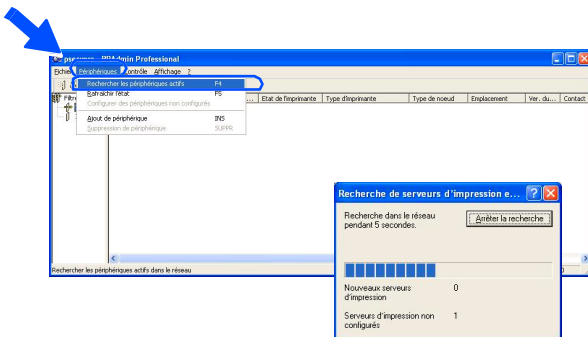 BRAdmin Professional
Périphériques Contrôle Affichage ?
Rechercher les périphériques actifs F4
Rafraîchir l'état F5
Configurer des périphériques non configurés
Ajout de périphérique INS
Suppression de périphérique SUPPR
Filtre
Etat de l'imprimante Type d'imprimante Type de noeud Emplacement Ver. du... Contact
Rechercher les périphériques actifs dans le réseau
Recherche de serveurs d'impression e...
Recherche dans le réseau
pendant 5 secondes.
Arrêter la recherche
Nouveaux serveurs
d'impression
0
Serveurs d'impression non
configurés
1